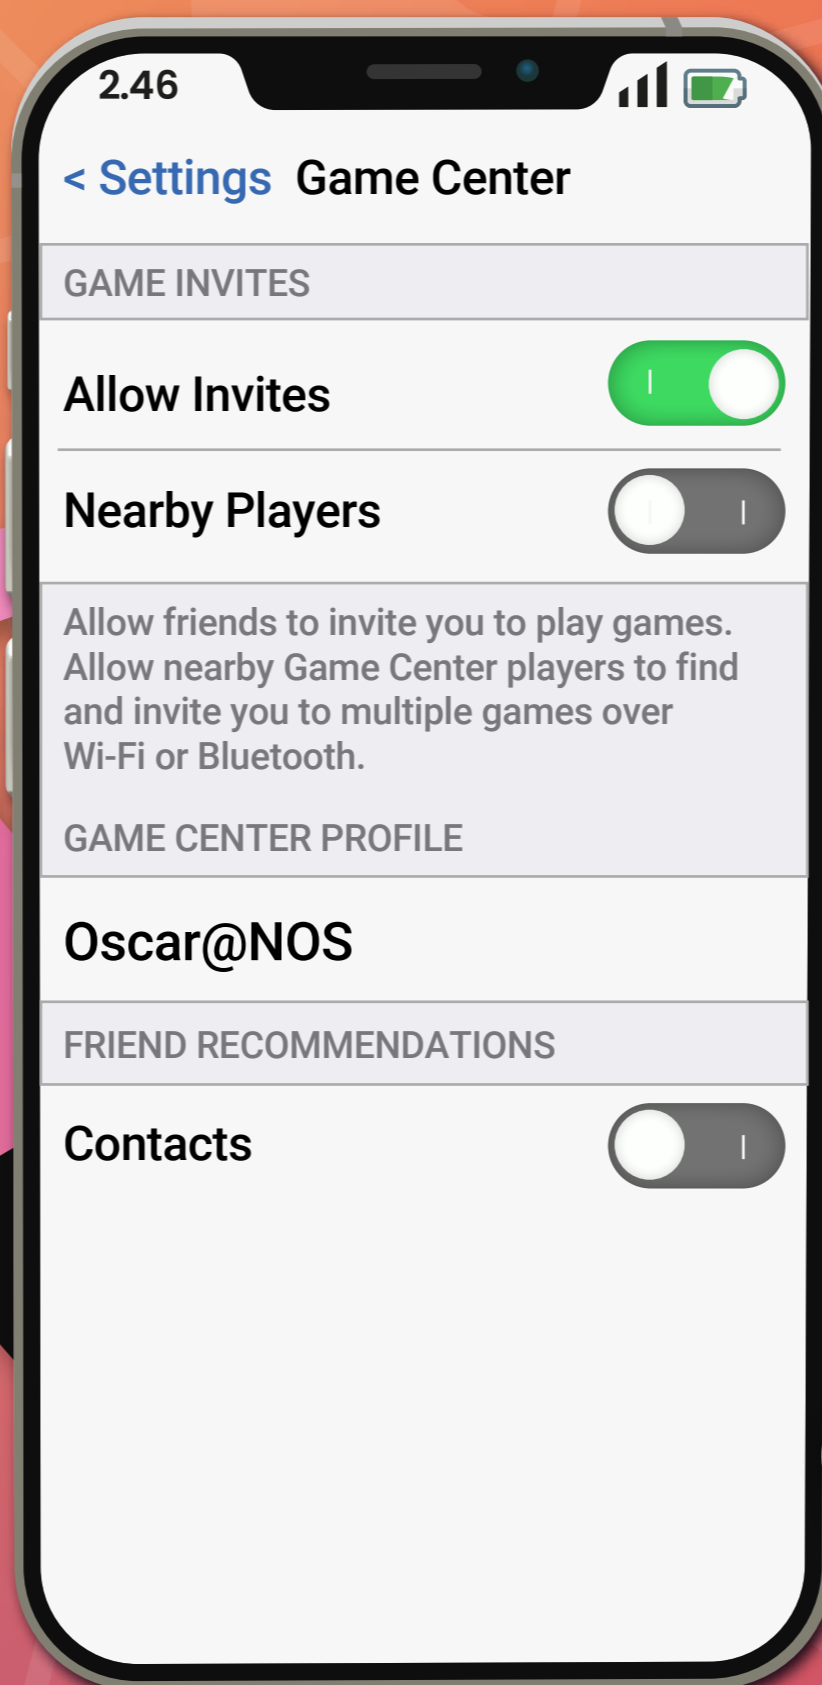 2.46
< Settings Game Center
GAME INVITES
Allow Invites
Nearby Players
Allow friends to invite you to play games.
Allow nearby Game Center players to find
and invite you to multiple games over
Wi-Fi or Bluetooth.
GAME CENTER PROFILE
Oscar@NOS
FRIEND RECOMMENDATIONS
Contacts